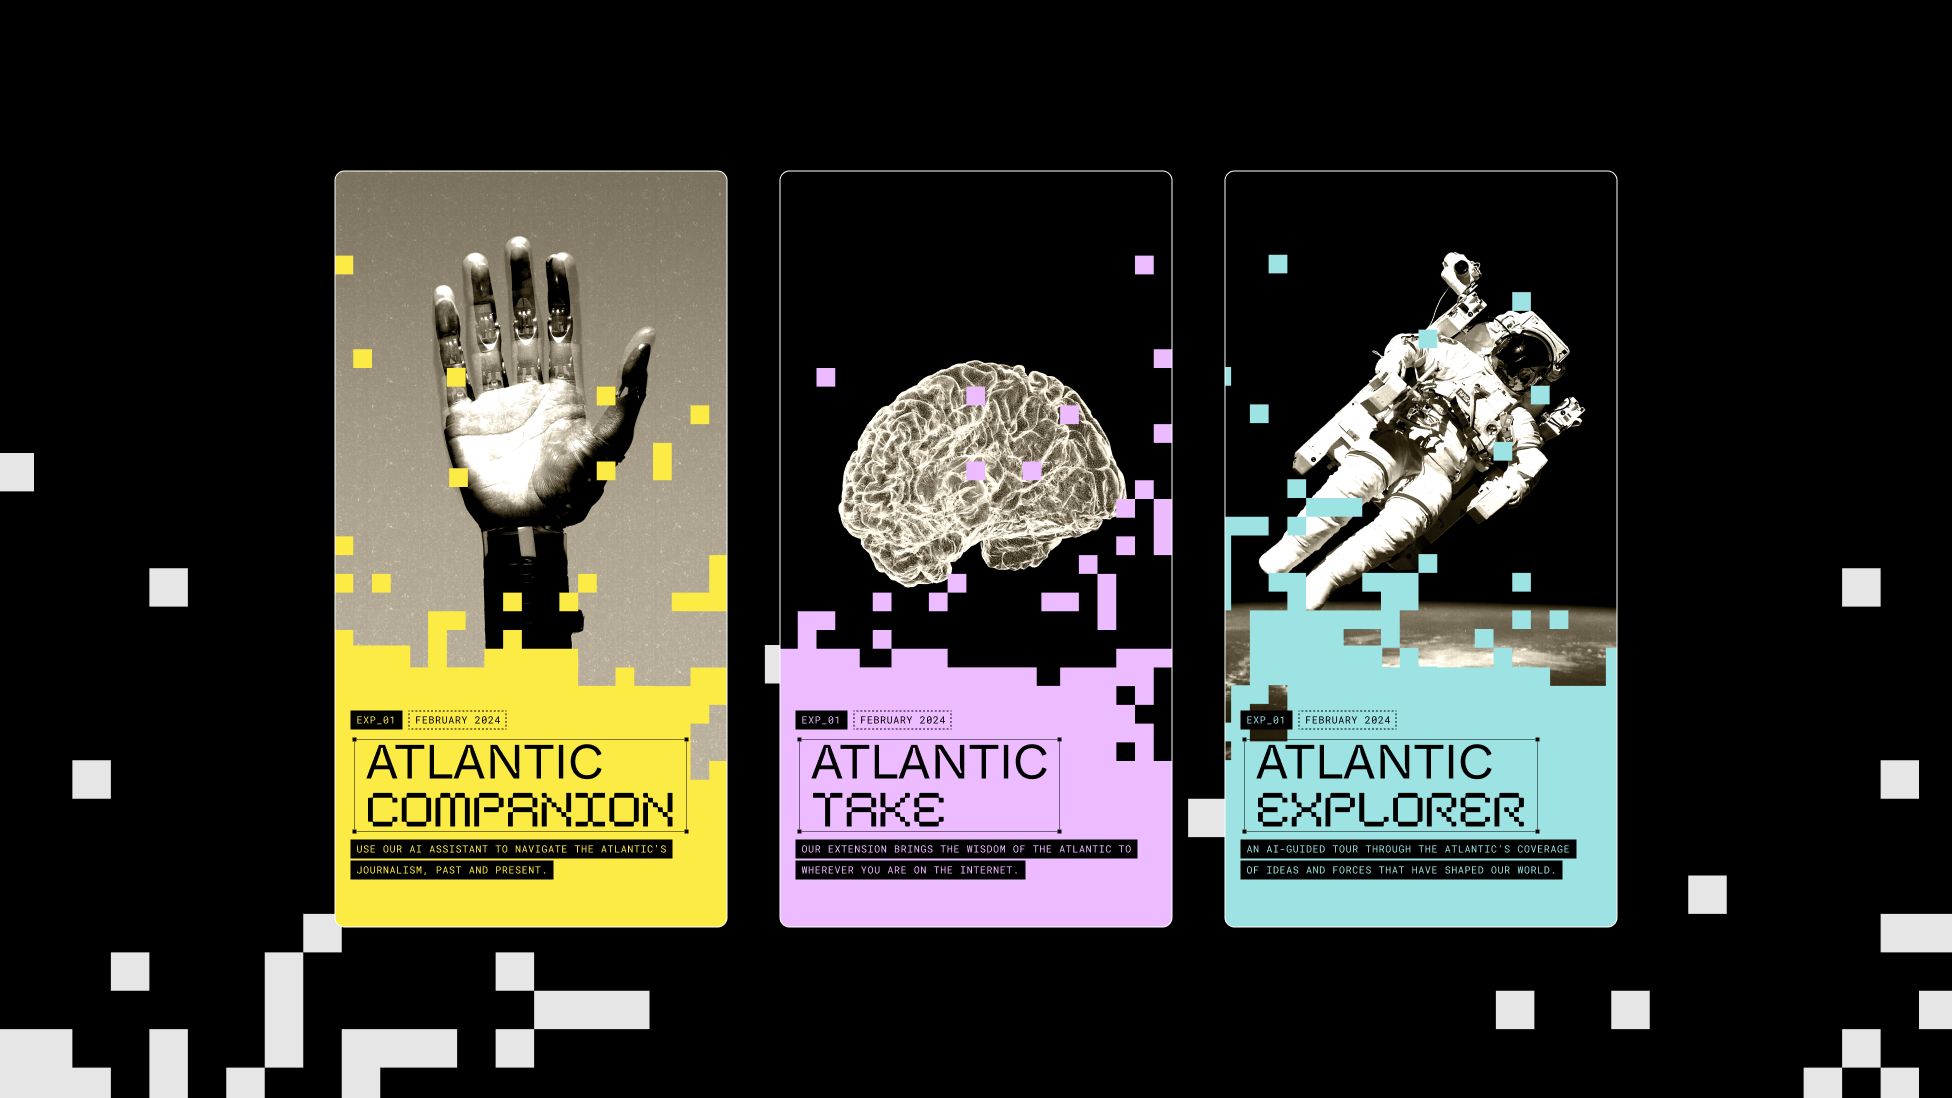 EXP_01 FEBRUARY 2024
ATLANTIC
COMPANION
USE OUR AI ASSISTANT TO NAVIGATE THE ATLANTIC'S
JOURNALISM, PAST AND PRESENT.
EXP_01 FEBRUARY 2024
ATLANTIC
TAKE
OUR EXTENSION BRINGS THE WISDOM OF THE ATLANTIC TO
WHEREVER YOU ARE ON THE INTERNET.
EXP_01 FEBRUARY 2024
ATLANTIC
EXPLORER
AN AI-GUIDED TOUR THROUGH THE ATLANTIC'S COVERAGE
OF IDEAS AND FORCES THAT HAVE SHAPED OUR WORLD.